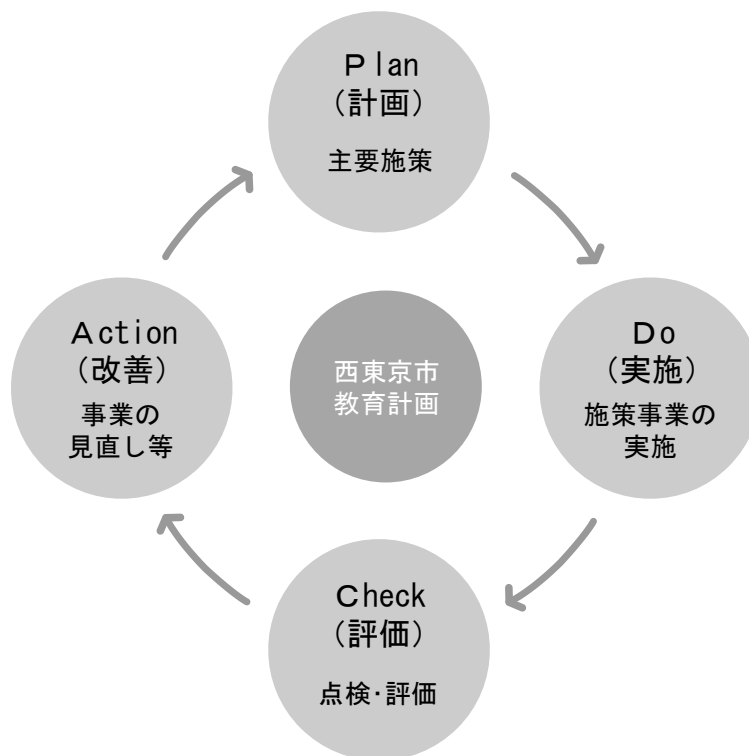 Plan
（計画）
主要施策
Action
（改善）
事業の
見直し等
西東京市
教育計画
Do
（実施）
施策事業の
実施
Check
（評価）
点検・評価